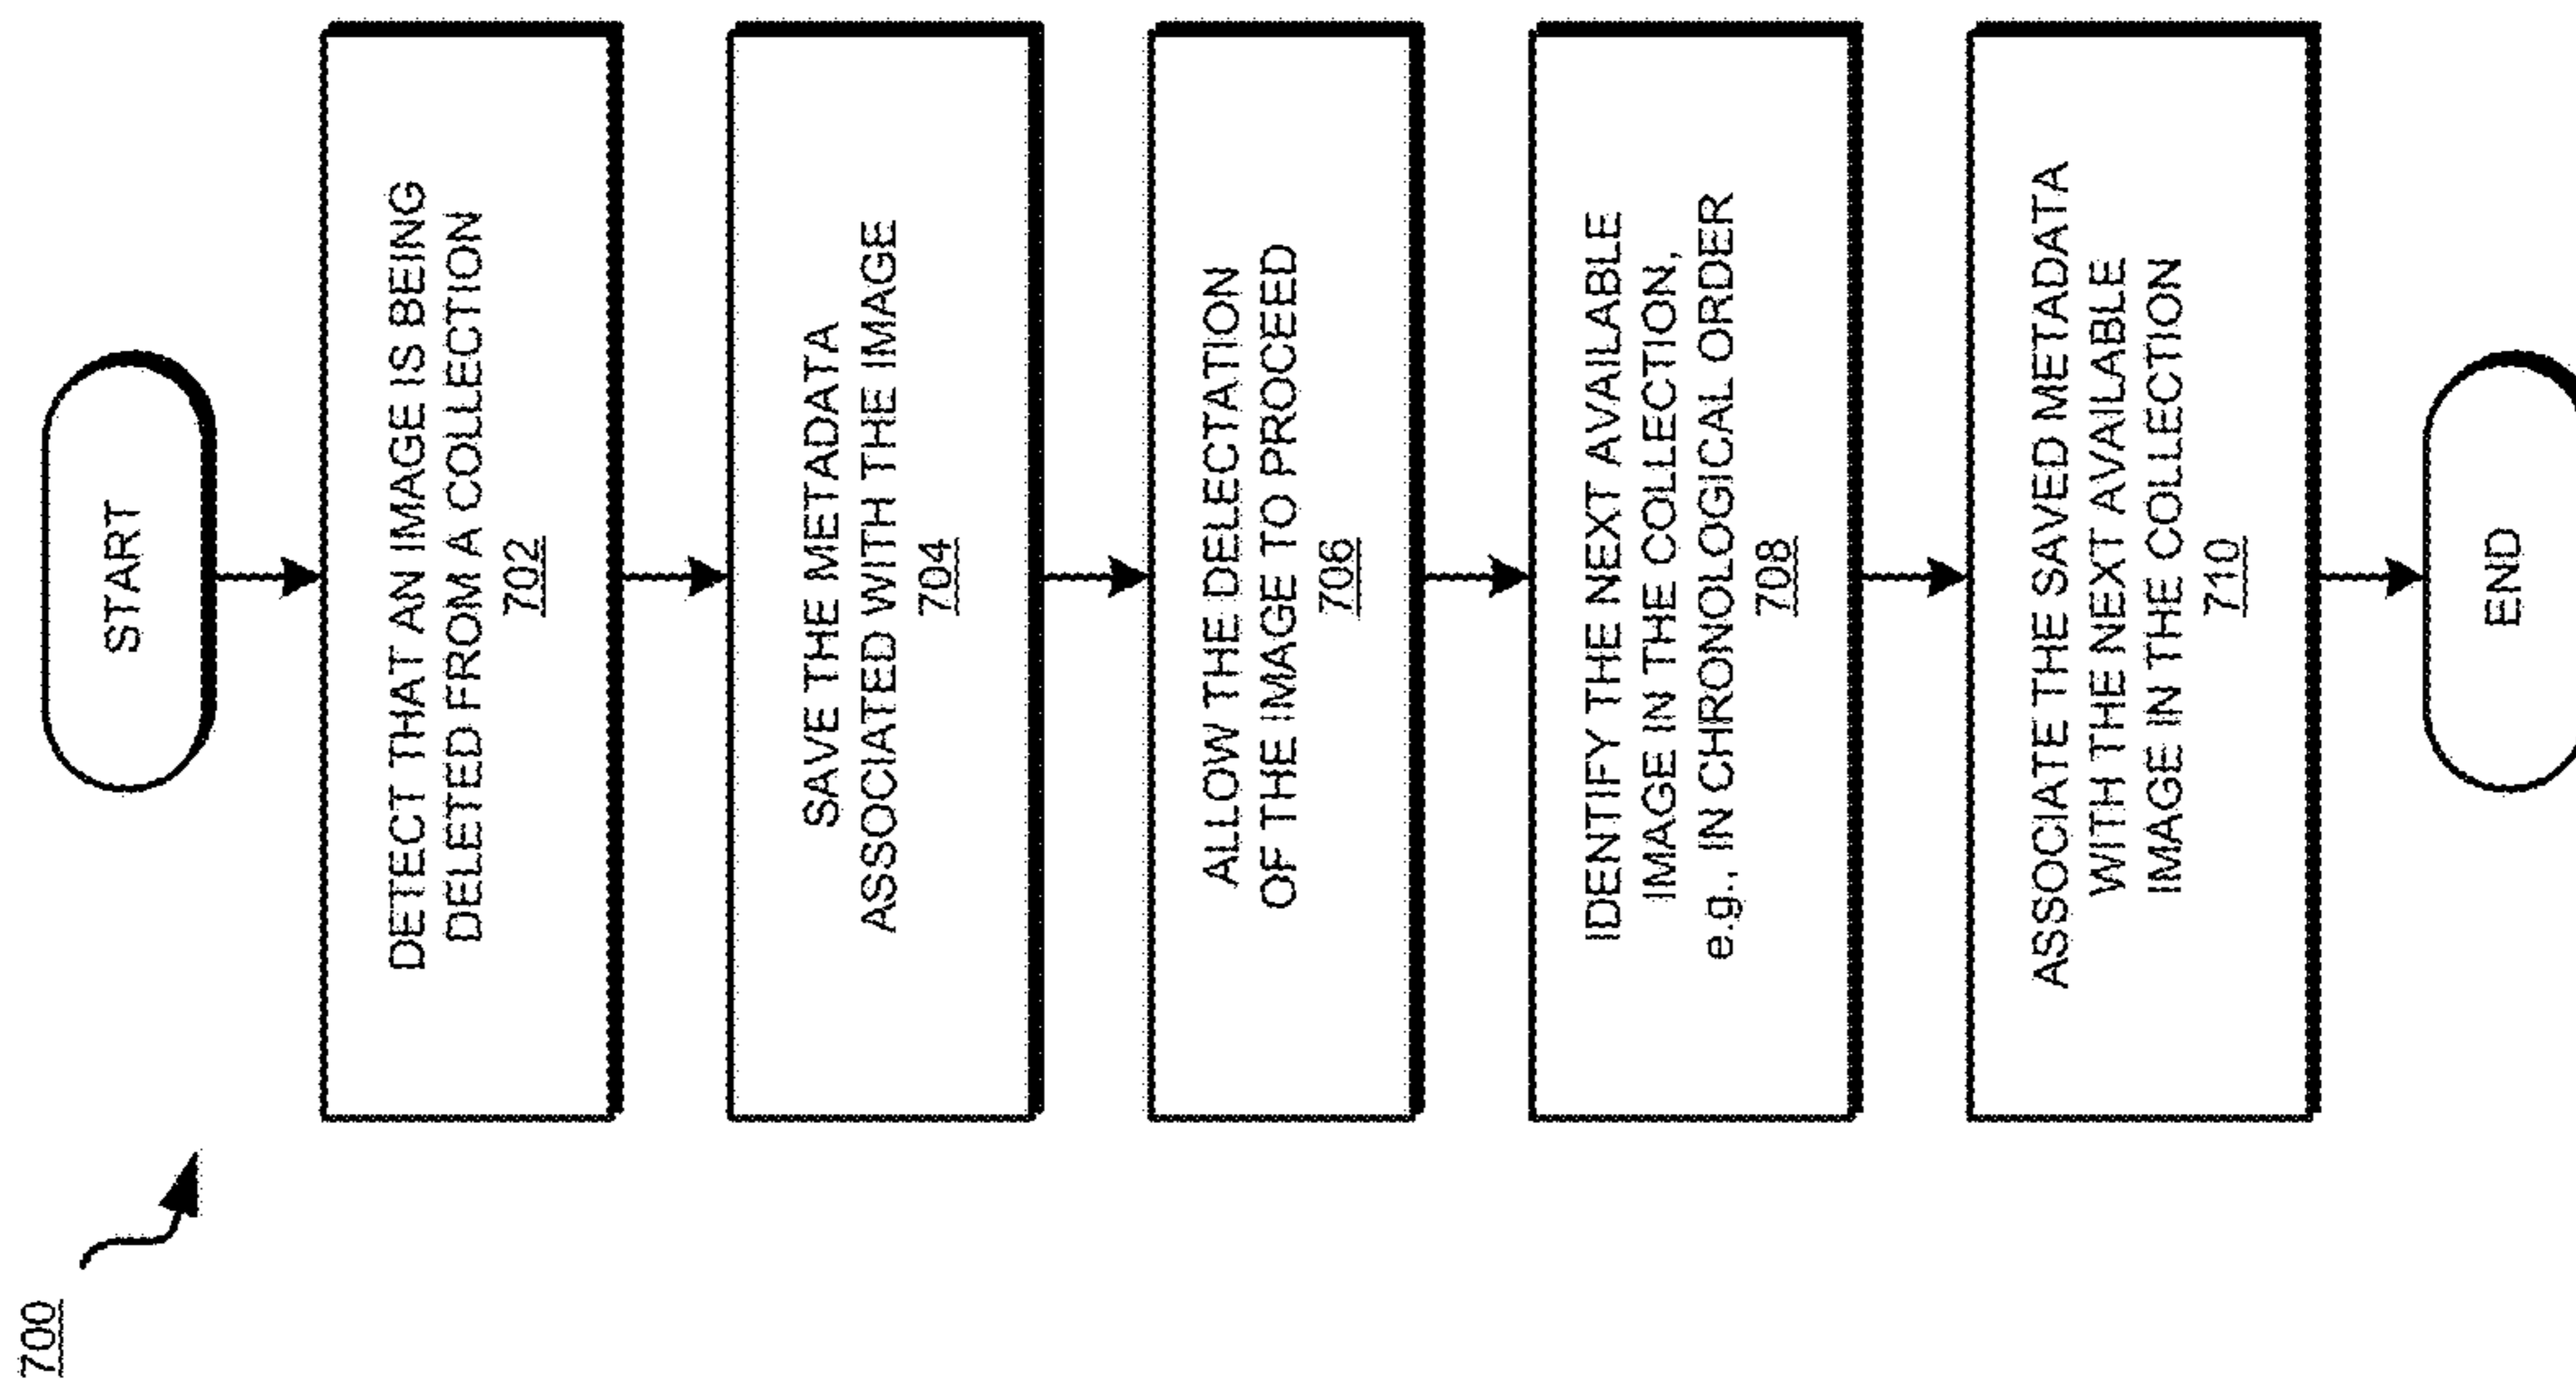 700
START
DETECT THAT AN IMAGE IS BEING
DELETED FROM A COLLECTION
702
SAVE THE METADATA
ASSOCIATED WITH THE IMAGE
704
ALLOW THE DELECTATION
OF THE IMAGE TO PROCEED
706
IDENTIFY THE NEXT AVAILABLE
IMAGE IN THE COLLECTION,
e.g., IN CHRONOLOGICAL ORDER
708
ASSOCIATE THE SAVED METADATA
WITH THE NEXT AVAILABLE
IMAGE IN THE COLLECTION
710
END